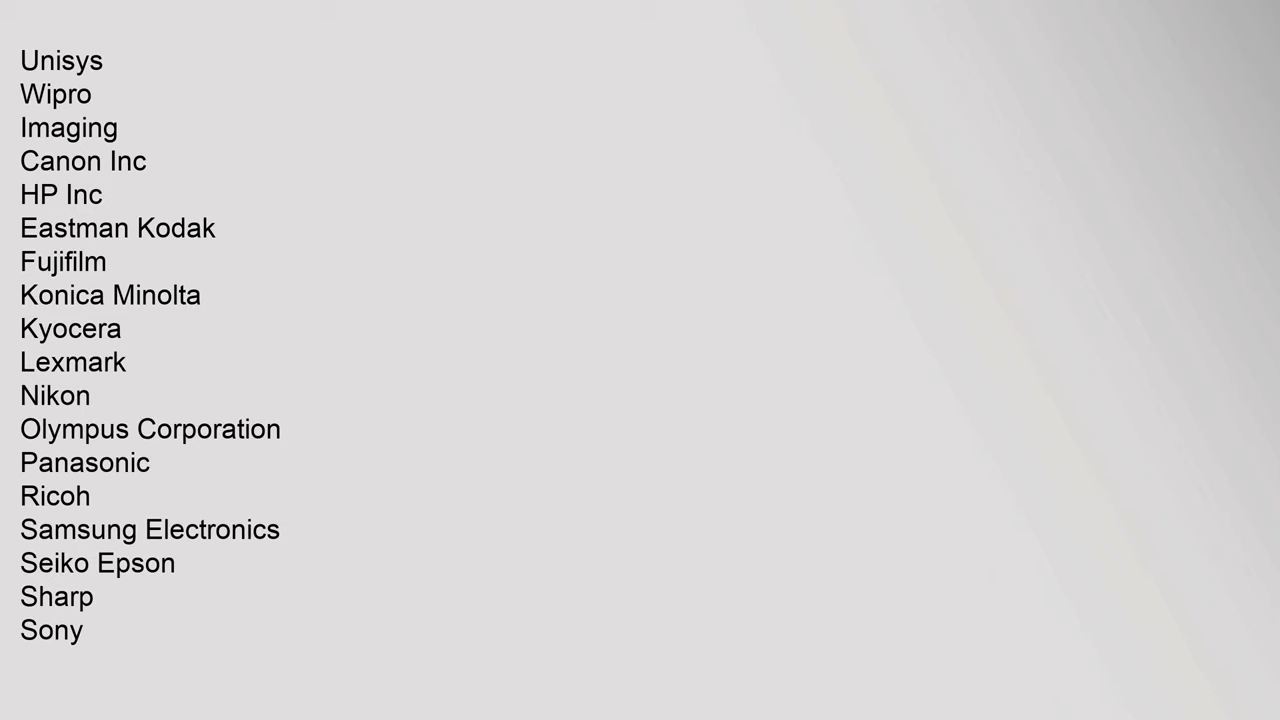 Unisys
Wipro
Imaging
Canon Inc
HP Inc
Eastman Kodak
Fujifilm
Konica Minolta
Kyocera
Lexmark
Nikon
Olympus Corporation
Panasonic
Ricoh
Samsung Electronics
Seiko Epson
Sharp
Sony